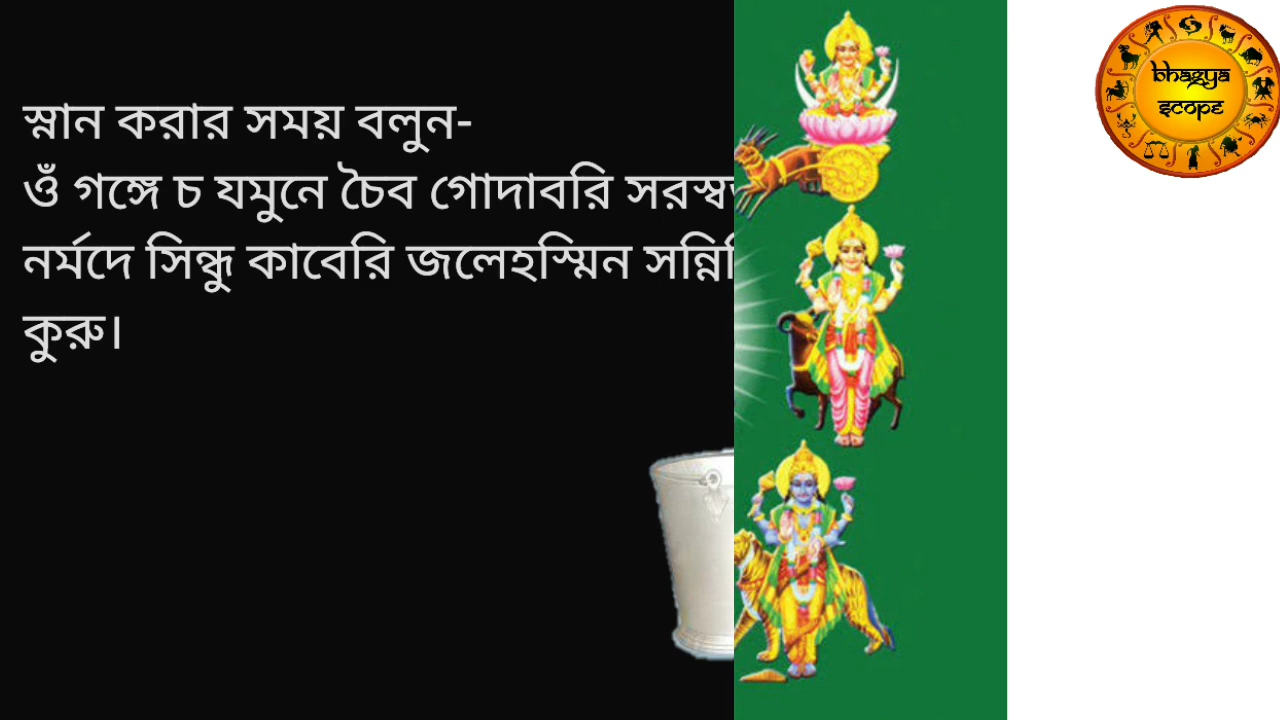 স্নান করার সময় বলুন-
ওঁ গঙ্গে চ যমুনে চৈব গোদাবরি
নর্মদে সিন্ধু কাবেরি জলেহস্মিন
কুরু।
bhagya
scope